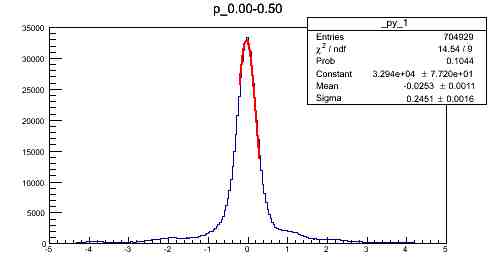 p_0.00-0.50
_py_1
Entries 704929
χ² / ndf 14.54 / 9
Prob 0.1044
Constant 3.294e+04 ± 7.720e+01
Mean -0.0253 ± 0.0011
Sigma 0.2451 ± 0.0016
35000
30000
25000
20000
15000
10000
5000
0
-5 -4 -3 -2 -1 0 1 2 3 4 5